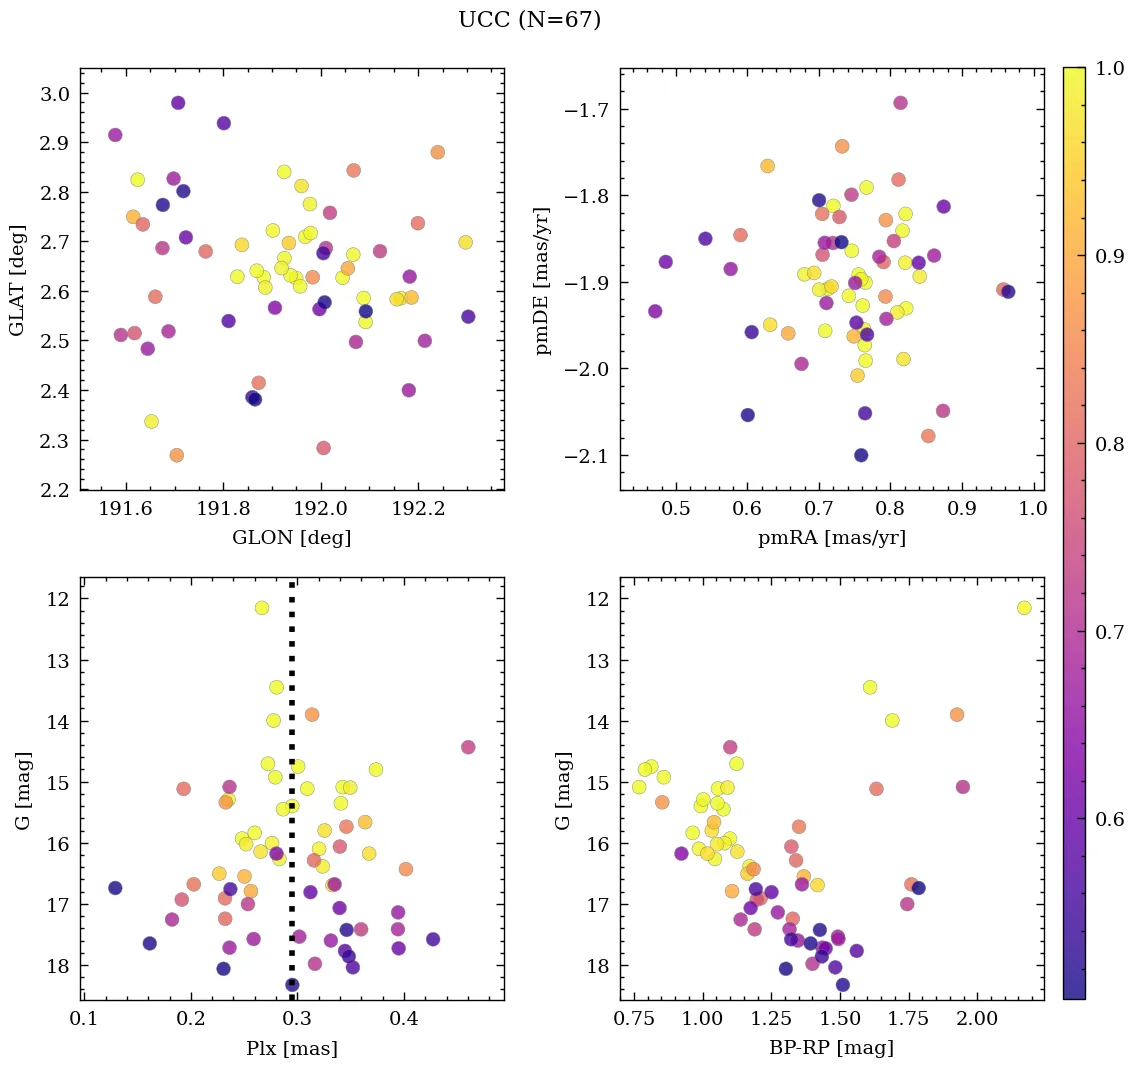 UCC (N=67)
3.0
2.9
2.8
2.7
2.6
2.5
2.4
2.3
2.2
GLAT [deg]
191.6 191.8 192.0 192.2
GLON [deg]
−1.7
−1.8
−1.9
−2.0
−2.1
pmDE [mas/yr]
0.5 0.6 0.7 0.8 0.9 1.0
pmRA [mas/yr]
1.0
0.9
0.8
0.7
0.6
12
13
14
15
16
17
18
G [mag]
0.1 0.2 0.3 0.4
Plx [mas]
12
13
14
15
16
17
18
G [mag]
0.75 1.00 1.25 1.50 1.75 2.00
BP-RP [mag]